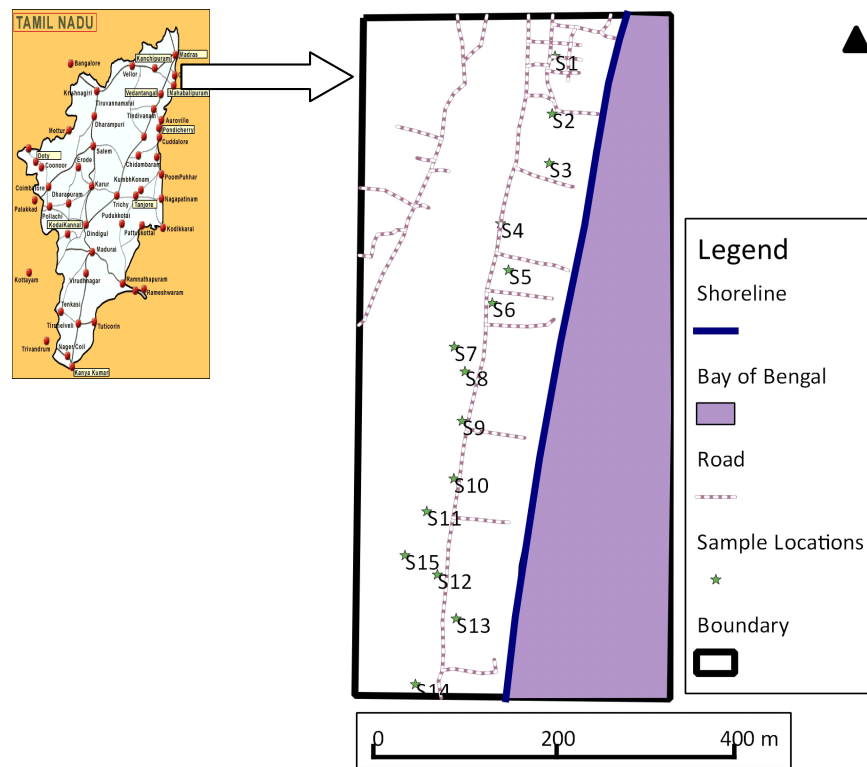 TAMIL NADU
Madras
Kanchipuram
Bangalore
Vellor
Vedantangal
Mahabalipuram
Krishnagiri
Tiruvannamalai
Tindivanam
Dharampuri
Auroville
Pondicherry
Mettur
Cuddalore
Salem
Ooty
Erode
Chidambaram
Coonoor
KumbhKonam
PoomPuhhar
Coimbatore
Karur
Dharapuram
Trichy
Tanjore
Nagapatinam
Palakkad
Pollachi
Pudukkotai
KodaiKannal
Pattukkottai
Kodikkarai
Dindigul
Madurai
Kottayam
Virudhnagar
Ramnathapuram
Rameshwaram
Tenkasi
Tirunelveli
Tuticorin
Trivandrum
Nager Coil
Kanya Kumari
S1
S2
S3
S4
S5
S6
S7
S8
S9
S10
S11
S15
S12
S13
S14
Legend
Shoreline
Bay of Bengal
Road
Sample Locations
Boundary
0 200 400 m